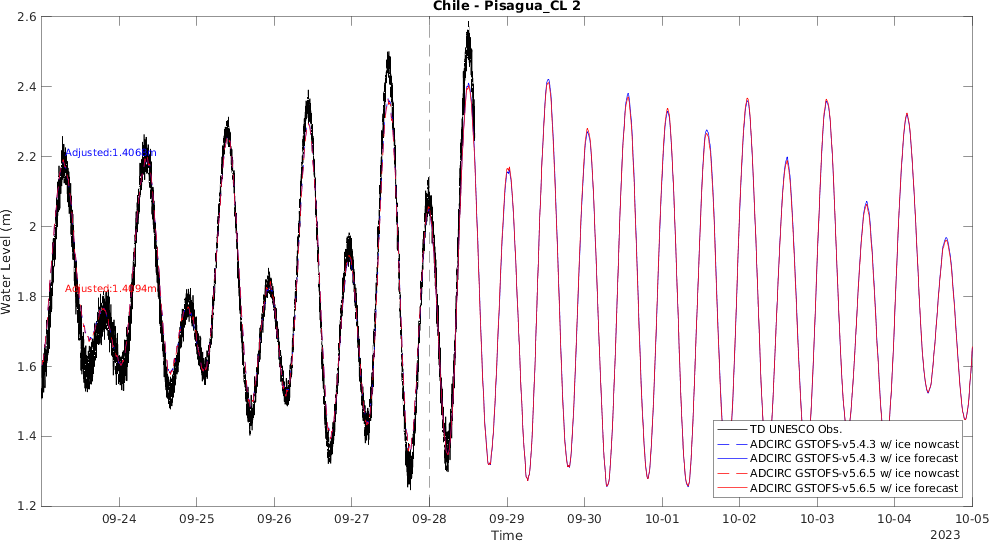 Chile - Pisagua_CL 2
2.6
2.4
2.2
2
1.8
1.6
1.4
1.2
Water Level (m)
Adjusted:1.4094m
TD UNESCO Obs.
ADCIRC GSTOFS-v5.4.3 w/ ice nowcast
ADCIRC GSTOFS-v5.4.3 w/ ice forecast
ADCIRC GSTOFS-v5.6.5 w/ ice nowcast
ADCIRC GSTOFS-v5.6.5 w/ ice forecast
09-24 09-25 09-26 09-27 09-28 09-29 09-30 10-01 10-02 10-03 10-04 10-05
Time
2023